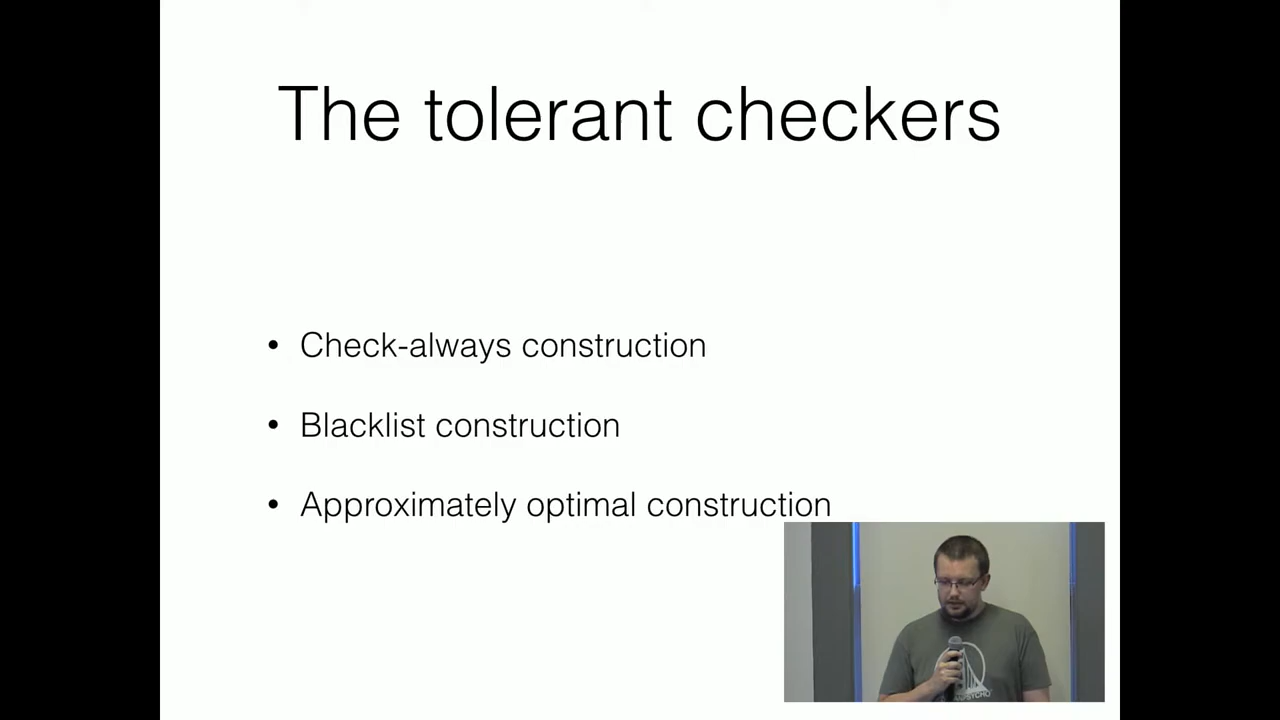 The tolerant checkers
• Check-always construction
• Blacklist construction
• Approximately optimal construction